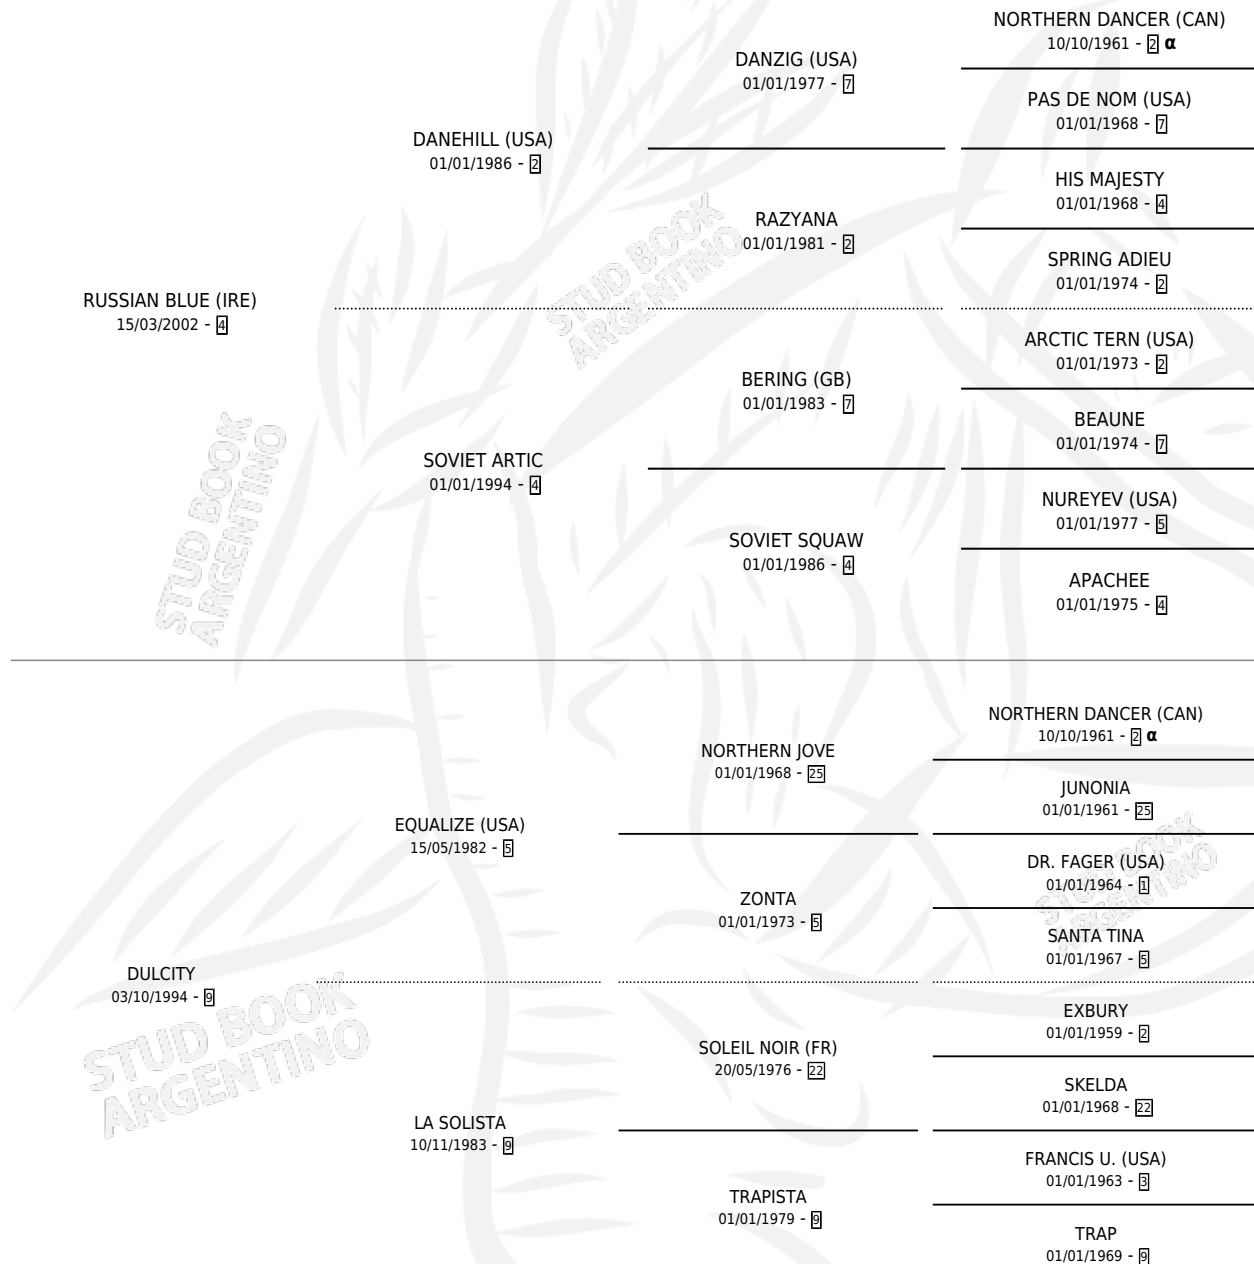 NORTHERN DANCER (CAN)
10/10/1961 - 2 α
DANZIG (USA)
01/01/1977 - 7
PAS DE NOM (USA)
01/01/1968 - 7
DANEHILL (USA)
01/01/1986 - 2
HIS MAJESTY
01/01/1968 - 4
RAZYANA
01/01/1981 - 2
SPRING ADIEU
01/01/1974 - 2
RUSSIAN BLUE (IRE)
15/03/2002 - 4
ARCTIC TERN (USA)
01/01/1973 - 2
BERING (GB)
01/01/1983 - 7
BEAUNE
01/01/1974 - 7
SOVIET ARTIC
01/01/1994 - 4
NUREYEV (USA)
01/01/1977 - 5
SOVIET SQUAW
01/01/1986 - 4
APACHEE
01/01/1975 - 4
NORTHERN DANCER (CAN)
10/10/1961 - 2 α
NORTHERN JOVE
01/01/1968 - 25
JUNONIA
01/01/1961 - 25
EQUALIZE (USA)
15/05/1982 - 5
DR. FAGER (USA)
01/01/1964 - 1
ZONTA
01/01/1973 - 5
SANTA TINA
01/01/1967 - 5
DULCITY
03/10/1994 - 9
EXBURY
01/01/1959 - 2
SOLEIL NOIR (FR)
20/05/1976 - 22
SKELDA
01/01/1968 - 22
LA SOLISTA
10/11/1983 - 9
FRANCIS U. (USA)
01/01/1963 - 3
TRAPISTA
01/01/1979 - 9
TRAP
01/01/1969 - 9
STUD BOOK
ARGENTINO
STUD BOOK
ARGENTINO
STUD BOOK
ARGENTINO
STUD BOOK
ARGENTINO